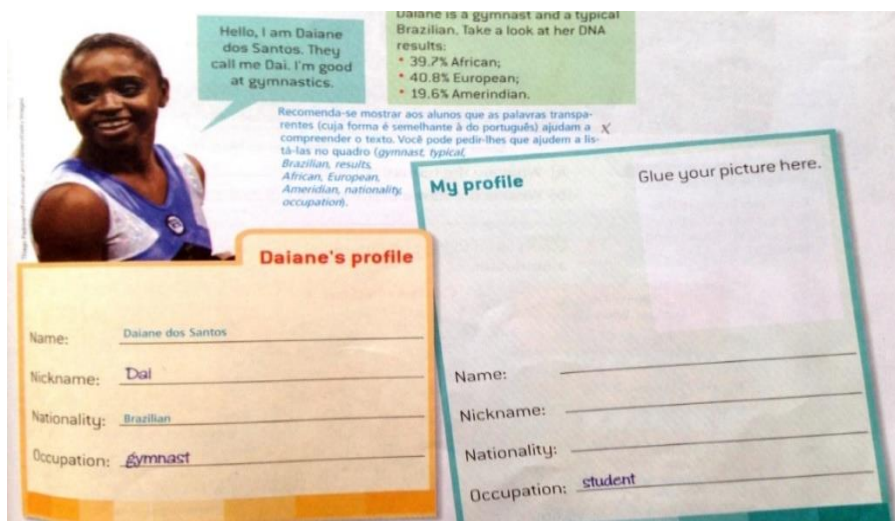 Hello, I am Daiane
dos Santos. They
call me Dai. I'm good
at gymnastics.
Daiane is a gymnast and a typical
Brazilian. Take a look at her DNA
results:
• 39.7% African;
• 40.8% European;
• 19.6% Amerindian.
Recomenda-se mostrar aos alunos que as palavras transpa-
rentes (cuja forma é semelhante à do português) ajudam a
compreender o texto. Você pode pedir-lhes que ajudem a lis-
tá-las no quadro (gymnast, typical,
Brazilian, results,
African, European,
Ameridian, nationality,
occupation).
X
Daiane's profile
Name: Daiane dos Santos
Nickname: Dai
Nationality: Brazilian
Occupation: gymnast
My profile
Glue your picture here.
Name:
Nickname:
Nationality:
Occupation: student